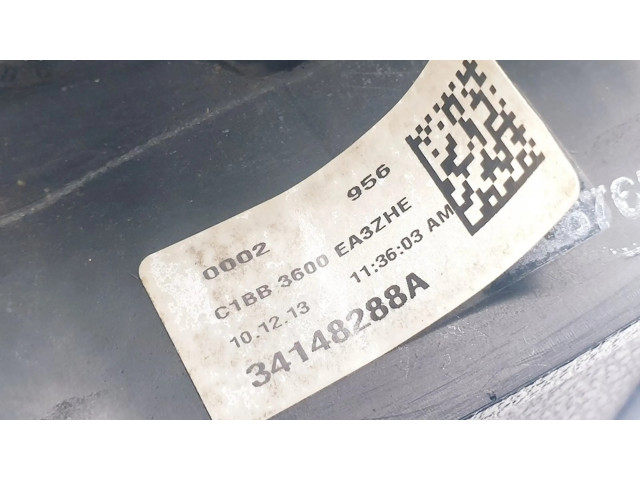 0002 956
C1BB 3600 EA3ZHE
10.12.13 11:36:03 AM
34148288A